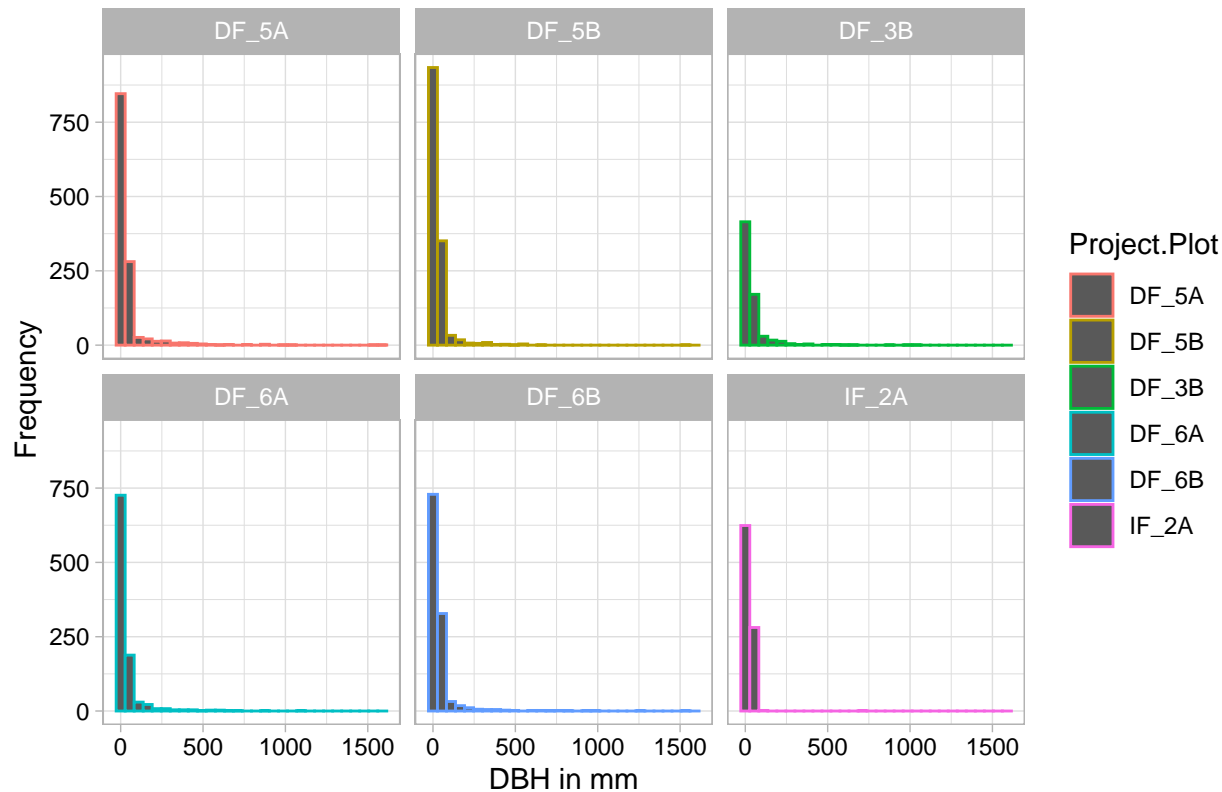 DF_5A DF_5B DF_3B
750
500
250
0
DF_6A DF_6B IF_2A
750
500
250
0
0 500 1000 1500 0 500 1000 1500 0 500 1000 1500
DBH in mm
Frequency
Project.Plot
DF_5A
DF_5B
DF_3B
DF_6A
DF_6B
IF_2A